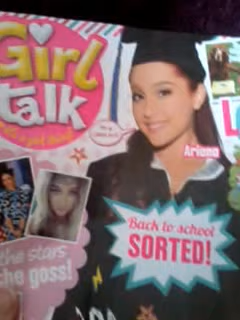 Girl
talk
L
Ariana
Back to school
SORTED!
the stars
the goss!